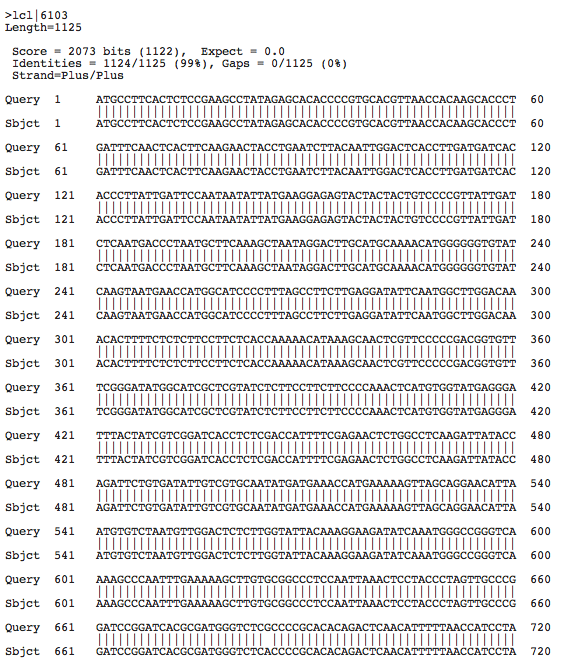 >lcl|6103
Length=1125
Score = 2073 bits (1122), Expect = 0.0
Identities = 1124/1125 (99%), Gaps = 0/1125 (0%)
Strand=Plus/Plus
Query 1 ATGCCTTCACTCTCCGAAGCCTATAGAGCACACCCCGTGCACGTTAACCACAAGCACCCT 60
Sbjct 1 ATGCCTTCACTCTCCGAAGCCTATAGAGCACACCCCGTGCACGTTAACCACAAGCACCCT 60
Query 61 GATTTCAACTCACTTCAAGAACTACCTGAATCTTACAATTGGACTCACCTTGATGATCAC 120
Sbjct 61 GATTTCAACTCACTTCAAGAACTACCTGAATCTTACAATTGGACTCACCTTGATGATCAC 120
Query 121 ACCCTTATTGATTCCAATAATATTATGAAGGAGAGTACTACTACTGTCCCCGTTATTGAT 180
Sbjct 121 ACCCTTATTGATTCCAATAATATTATGAAGGAGAGTACTACTACTGTCCCCGTTATTGAT 180
Query 181 CTCAATGACCCTAATGCTTCAAAGCTAATAGGACTTGCATGCAAAACATGGGGGGTGTAT 240
Sbjct 181 CTCAATGACCCTAATGCTTCAAAGCTAATAGGACTTGCATGCAAAACATGGGGGGTGTAT 240
Query 241 CAAGTAATGAACCATGGCATCCCCTTTAGCCTTCTTGAGGATATTCAATGGCTTGGACAA 300
Sbjct 241 CAAGTAATGAACCATGGCATCCCCTTTAGCCTTCTTGAGGATATTCAATGGCTTGGACAA 300
Query 301 ACACTTTTCTCTCTTCCTTCTCACCAAAAACATAAAGCAACTCGTTCCCCCGACGGTGTT 360
Sbjct 301 ACACTTTTCTCTCTTCCTTCTCACCAAAAACATAAAGCAACTCGTTCCCCCGACGGTGTT 360
Query 361 TCGGGATATGGCATCGCTCGTATCTCTTCCTTCTTCCCCAAACTCATGTGGTATGAGGGA 420
Sbjct 361 TCGGGATATGGCATCGCTCGTATCTCTTCCTTCTTCCCCAAACTCATGTGGTATGAGGGA 420
Query 421 TTTACTATCGTCGGATCACCTCTCGACCATTTTCGAGAACTCTGGCCTCAAGATTATACC 480
Sbjct 421 TTTACTATCGTCGGATCACCTCTCGACCATTTTCGAGAACTCTGGCCTCAAGATTATACC 480
Query 481 AGATTCTGTGATATTGTCGTGCAATATGATGAAACCATGAAAAAGTTAGCAGGAACATTA 540
Sbjct 481 AGATTCTGTGATATTGTCGTGCAATATGATGAAACCATGAAAAAGTTAGCAGGAACATTA 540
Query 541 ATGTGTCTAATGTTGGACTCTCTTGGTATTACAAAGGAAGATATCAAATGGGCCGGGTCA 600
Sbjct 541 ATGTGTCTAATGTTGGACTCTCTTGGTATTACAAAGGAAGATATCAAATGGGCCGGGTCA 600
Query 601 AAAGCCCAATTTGAAAAAGCTTGTGCGGCCCTCCAATTAAACTCCTACCCTAGTTGCCCG 660
Sbjct 601 AAAGCCCAATTTGAAAAAGCTTGTGCGGCCCTCCAATTAAACTCCTACCCTAGTTGCCCG 660
Query 661 GATCCGGATCACGCGATGGGTCTCGCCCCGCACACAGACTCAACATTTTTAACCATCCTA 720
Sbjct 661 GATCCGGATCACGCGATGGGTCTCACCCCGCACACAGACTCAACATTTTTAACCATCCTA 720